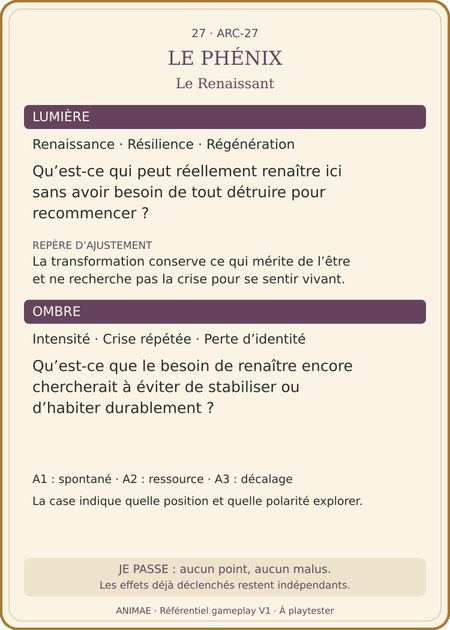 27 · ARC-27
LE PHÉNIX
Le Renaissant
LUMIÈRE
Renaissance · Résilience · Régénération
Qu’est-ce qui peut réellement renaître ici
sans avoir besoin de tout détruire pour
recommencer ?
REPÈRE D’AJUSTEMENT
La transformation conserve ce qui mérite de l’être
et ne recherche pas la crise pour se sentir vivant.
OMBRE
Intensité · Crise répétée · Perte d’identité
Qu’est-ce que le besoin de renaître encore
chercherait à éviter de stabiliser ou
d’habiter durablement ?
A1 : spontané · A2 : ressource · A3 : décalage
La case indique quelle position et quelle polarité explorer.
JE PASSE : aucun point, aucun malus.
Les effets déjà déclenchés restent indépendants.
ANIMAE · Référentiel gameplay V1 · À playtester